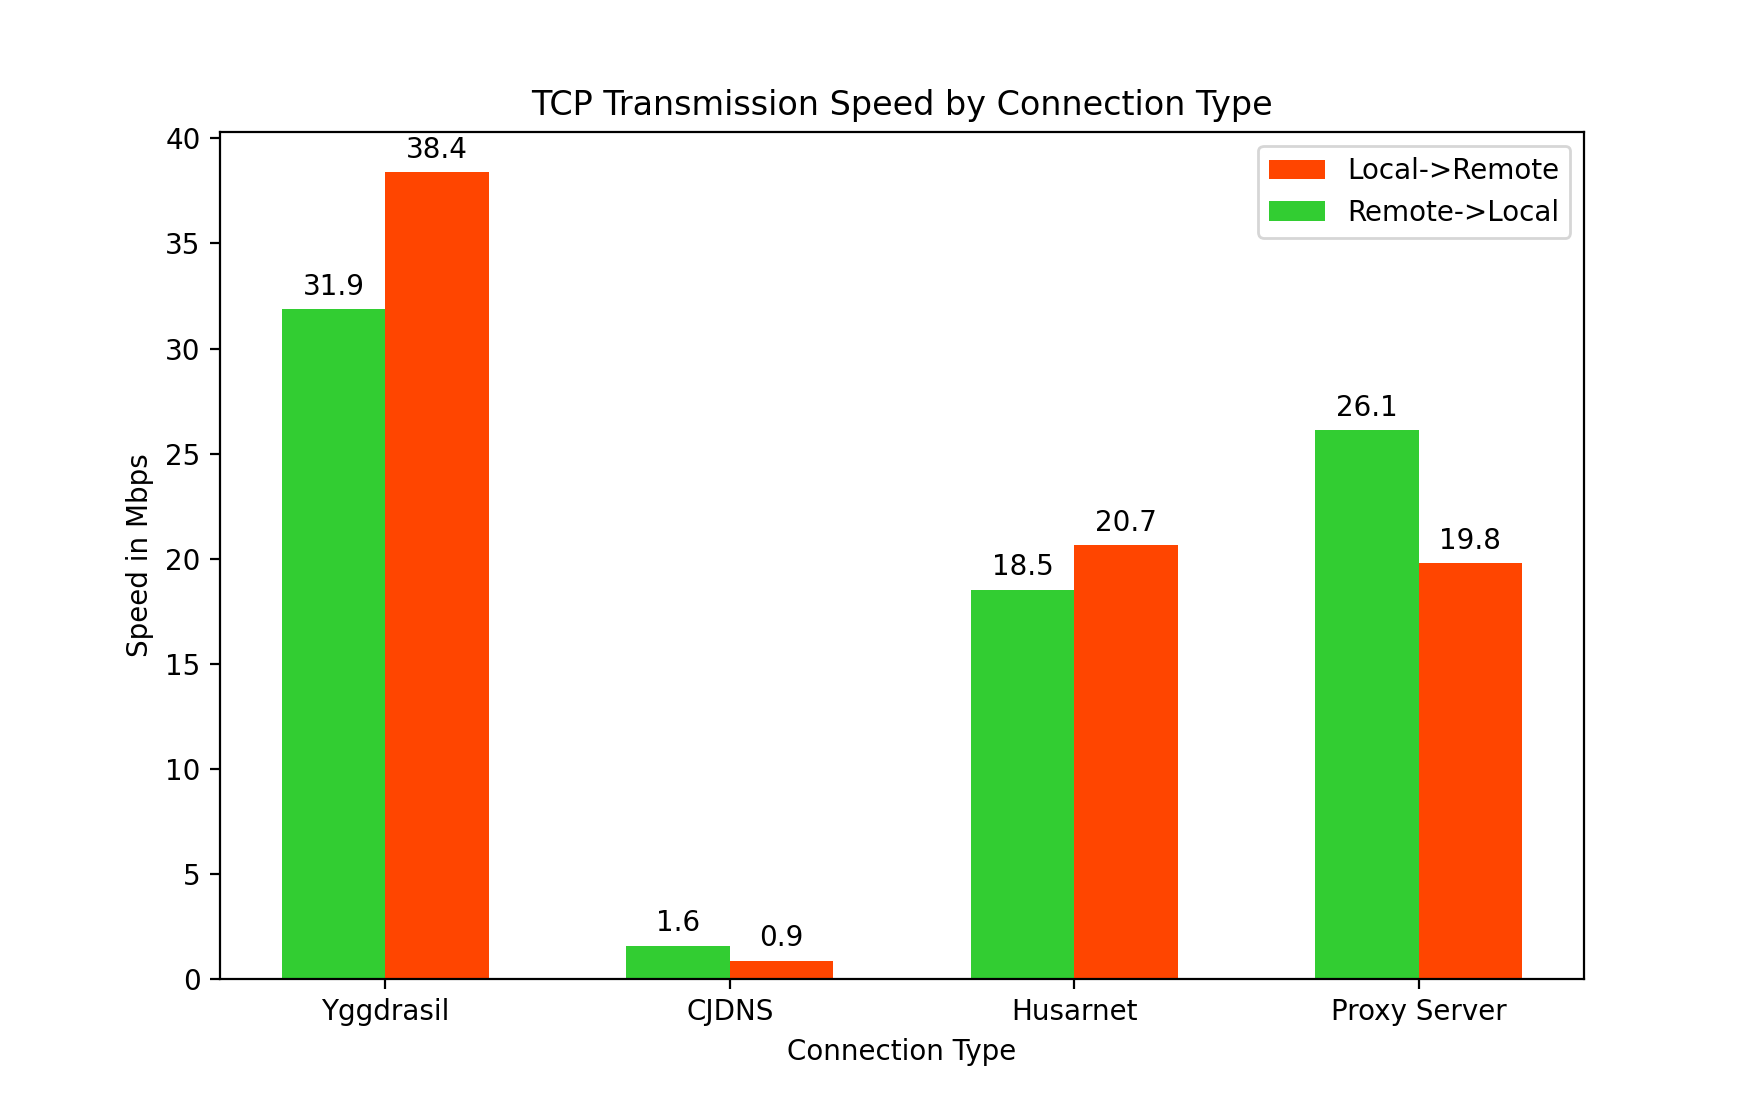 TCP Transmission Speed by Connection Type
Local->Remote
Remote->Local
40
35
30
25
20
15
10
5
0
Speed in Mbps
31.9
38.4
1.6
0.9
18.5
20.7
26.1
19.8
Yggdrasil
CJDNS
Husarnet
Proxy Server
Connection Type